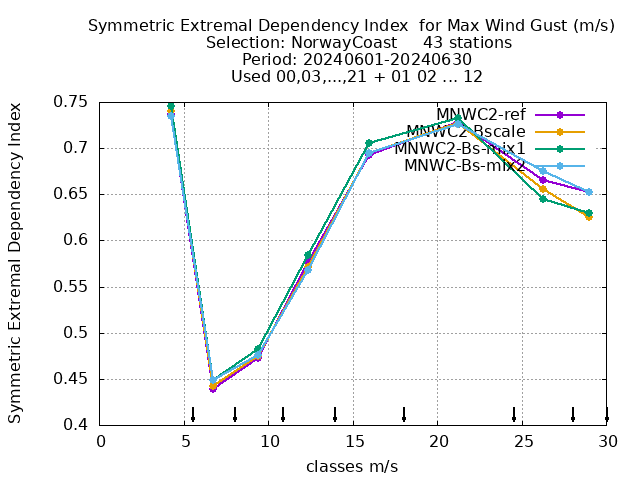 Symmetric Extremal Dependency Index  for Max Wind Gust (m/s)
Selection: NorwayCoast     43 stations
Period: 20240601-20240630
Used 00,03,...,21 + 01 02 ... 12
Symmetric Extremal Dependency Index
0.75
0.7
0.65
0.6
0.55
0.5
0.45
0.4
MNWC2-ref
MNWC2-Bscale
MNWC2-Bs-mix1
MNWC-Bs-mix2
0 5 10 15 20 25 30
classes m/s